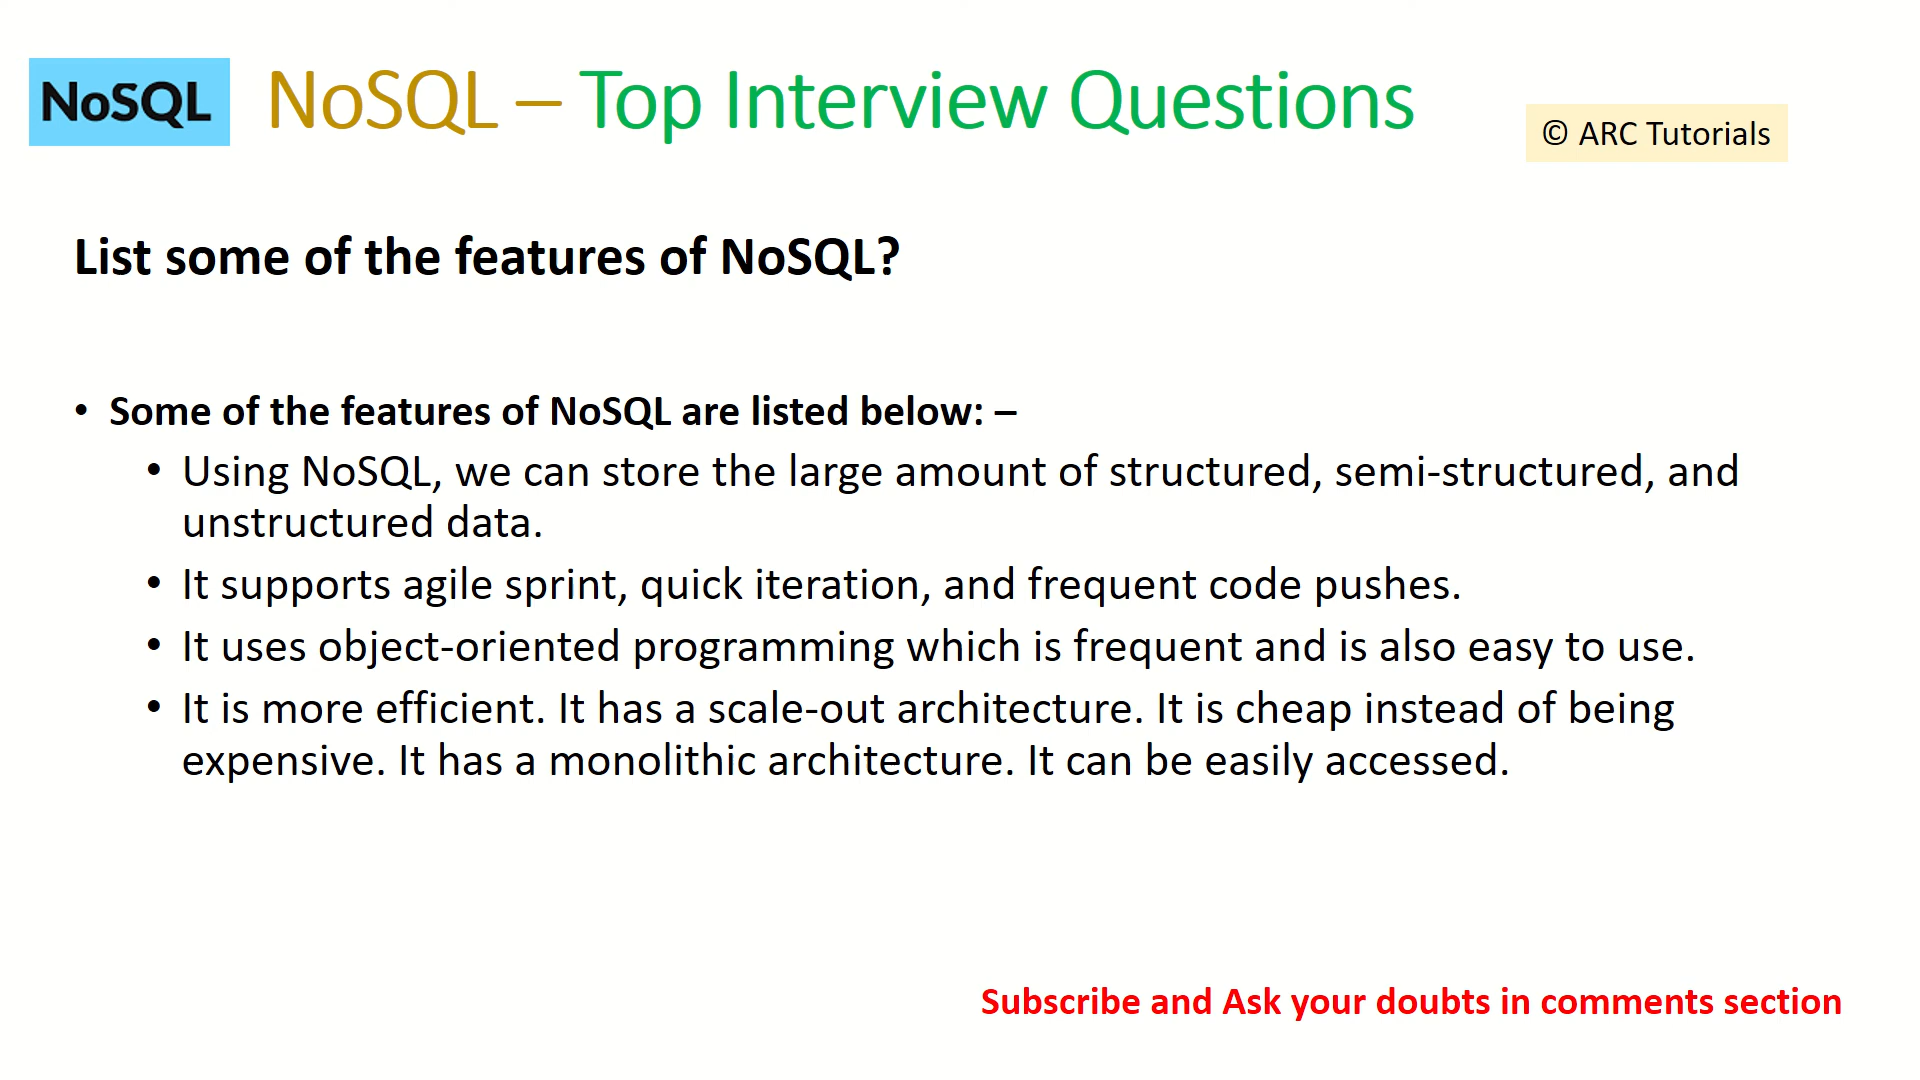 NoSQL
NoSQL – Top Interview Questions
© ARC Tutorials
List some of the features of NoSQL?
• Some of the features of NoSQL are listed below: –
• Using NoSQL, we can store the large amount of structured, semi-structured, and
unstructured data.
• It supports agile sprint, quick iteration, and frequent code pushes.
• It uses object-oriented programming which is frequent and is also easy to use.
• It is more efficient. It has a scale-out architecture. It is cheap instead of being
expensive. It has a monolithic architecture. It can be easily accessed.
Subscribe and Ask your doubts in comments section